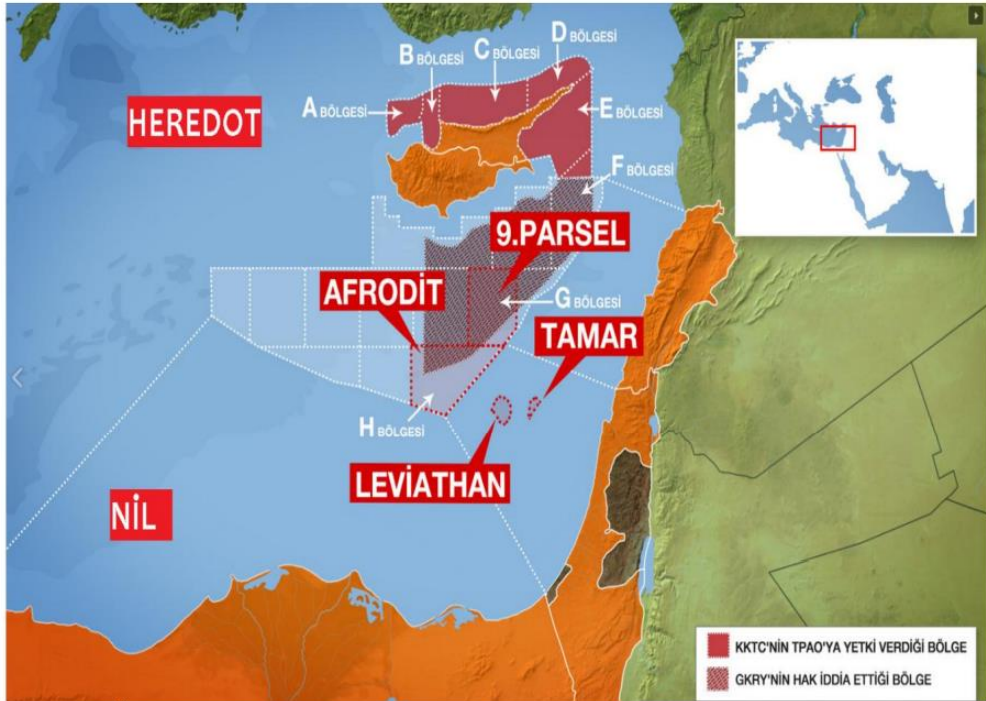 D BÖLGESİ
C BÖLGESİ
B BÖLGESİ
A BÖLGESİ
HEREDOT
E BÖLGESİ
F BÖLGESİ
9.PARSEL
AFRODİT
G BÖLGESİ
TAMAR
H BÖLGESİ
LEVİATHAN
NİL
KKTC'NİN TPAO'YA YETKİ VERDİĞİ BÖLGE
GKRY'NİN HAK İDDİA ETTİĞİ BÖLGE